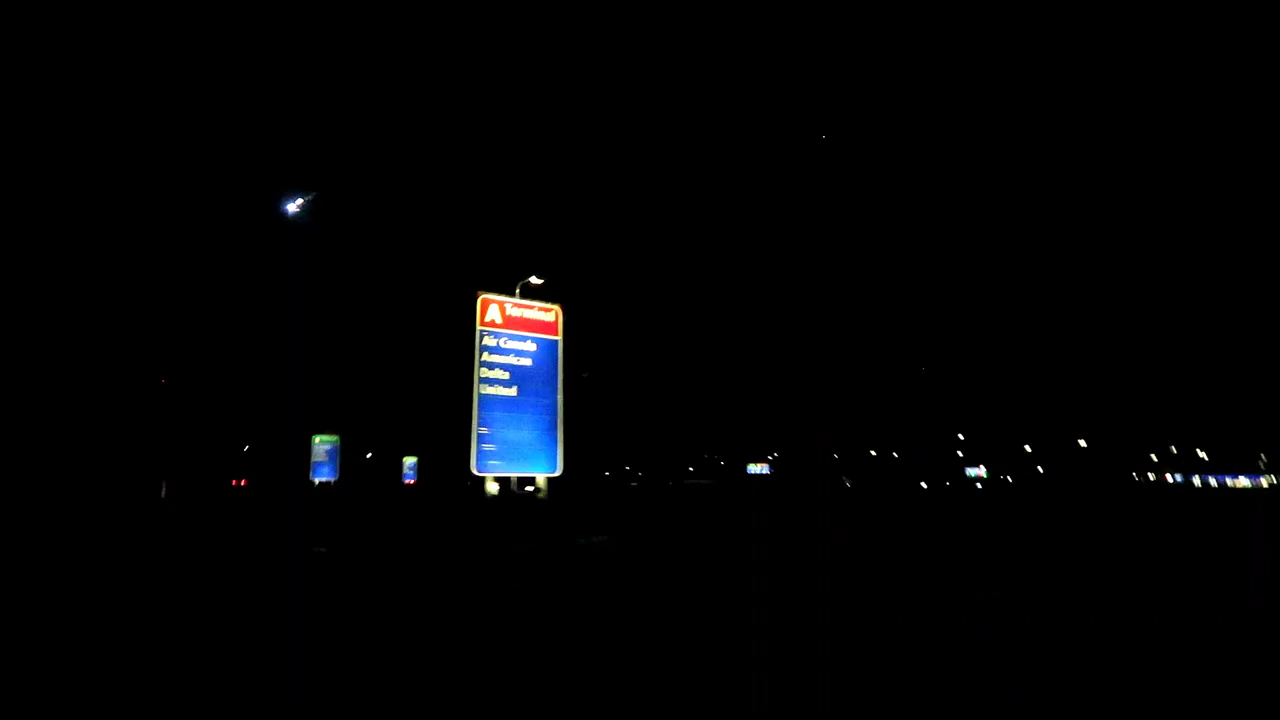 A Terminal
Air Canada
American
Delta
United